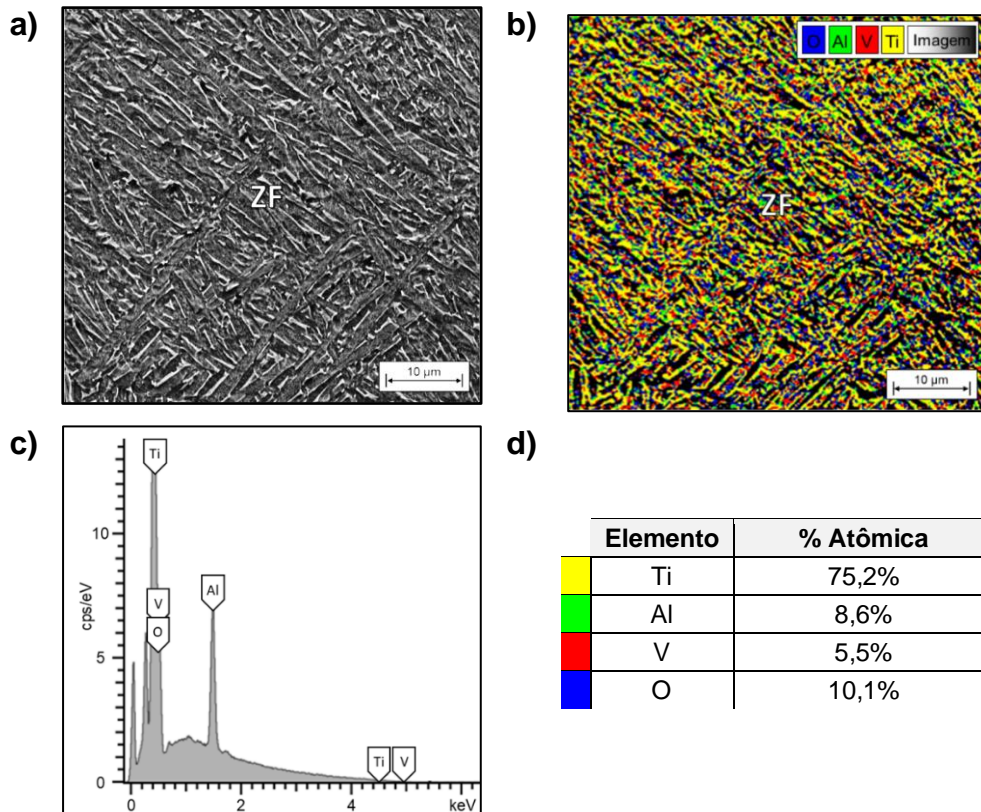 a)
ZF
10 µm
b)
O Al V Ti Imagem
ZF
10 µm
c)
cps/eV
10
5
0
Ti
V
O
Al
Ti
V
0 2 4 keV
d)
Elemento % Atômica
Ti 75,2%
Al 8,6%
V 5,5%
O 10,1%